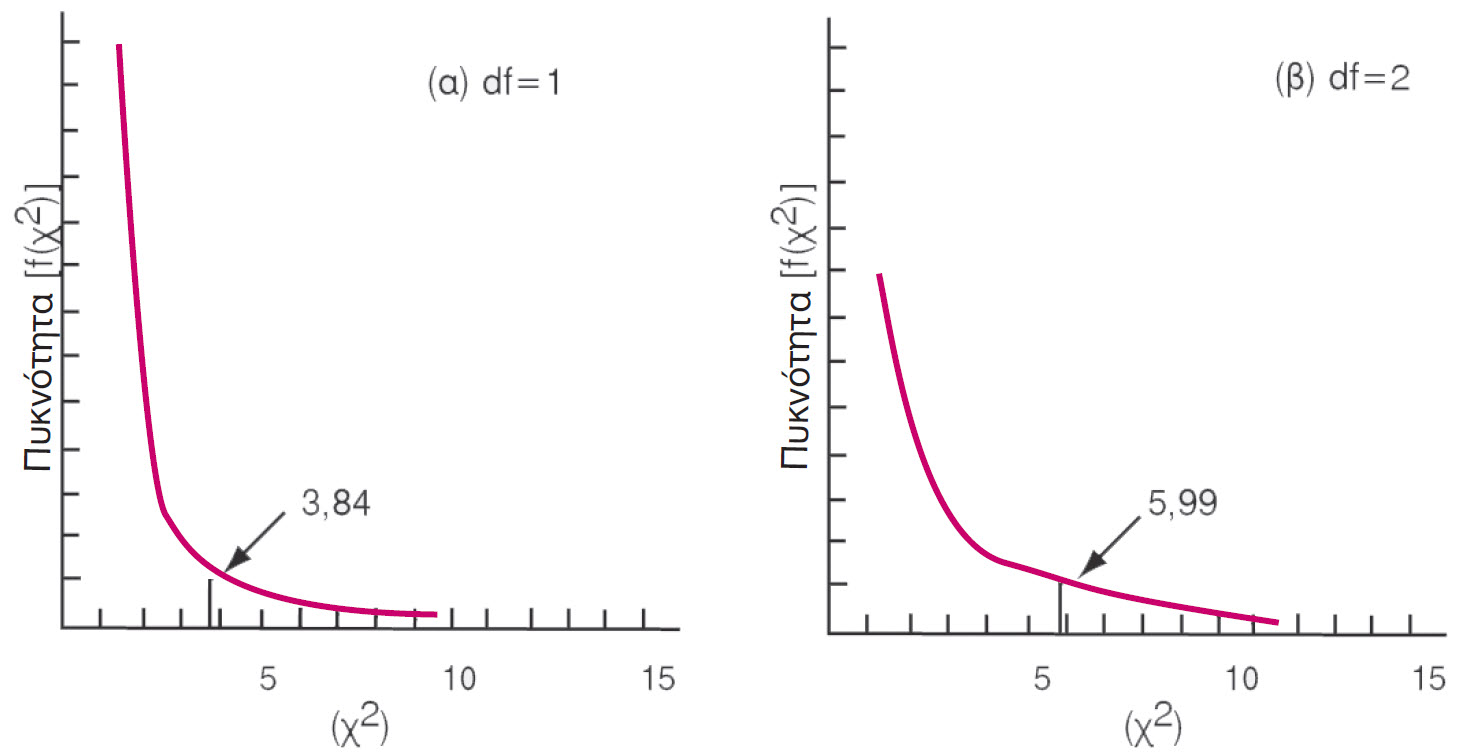 (α) df=1
Πυκνότητα [f(χ2)]
3,84
5 10 15
(χ2)
(β) df=2
Πυκνότητα [f(χ2)]
5,99
5 10 15
(χ2)